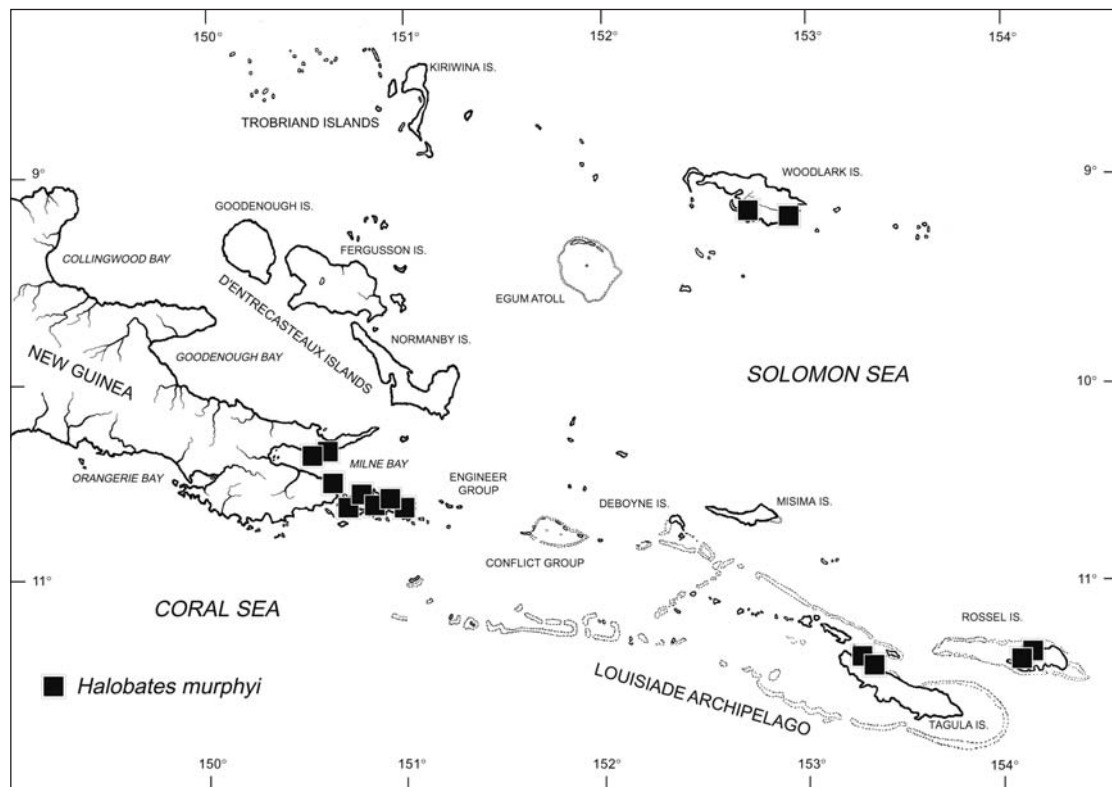 150° 151° 152° 153° 154°
KIRIWINA IS.
TROBRIAND ISLANDS
9° 9°
WOODLARK IS.
GOODENOUGH IS.
FERGUSSON IS.
COLLINGWOOD BAY
EGUM ATOLL
D'ENTRECASTEAUX ISLANDS
NORMANBY IS.
GOODENOUGH BAY
NEW GUINEA
SOLOMON SEA
10°
MILNE BAY
ORANGERIE BAY
ENGINEER
GROUP
DEBOYNE IS.
MISIMA IS.
CONFLICT GROUP
11° 11°
CORAL SEA
ROSSEL IS.
LOUISIADE ARCHIPELAGO
Halobates murphyi
TAGULA IS.
150° 151° 152° 153° 154°